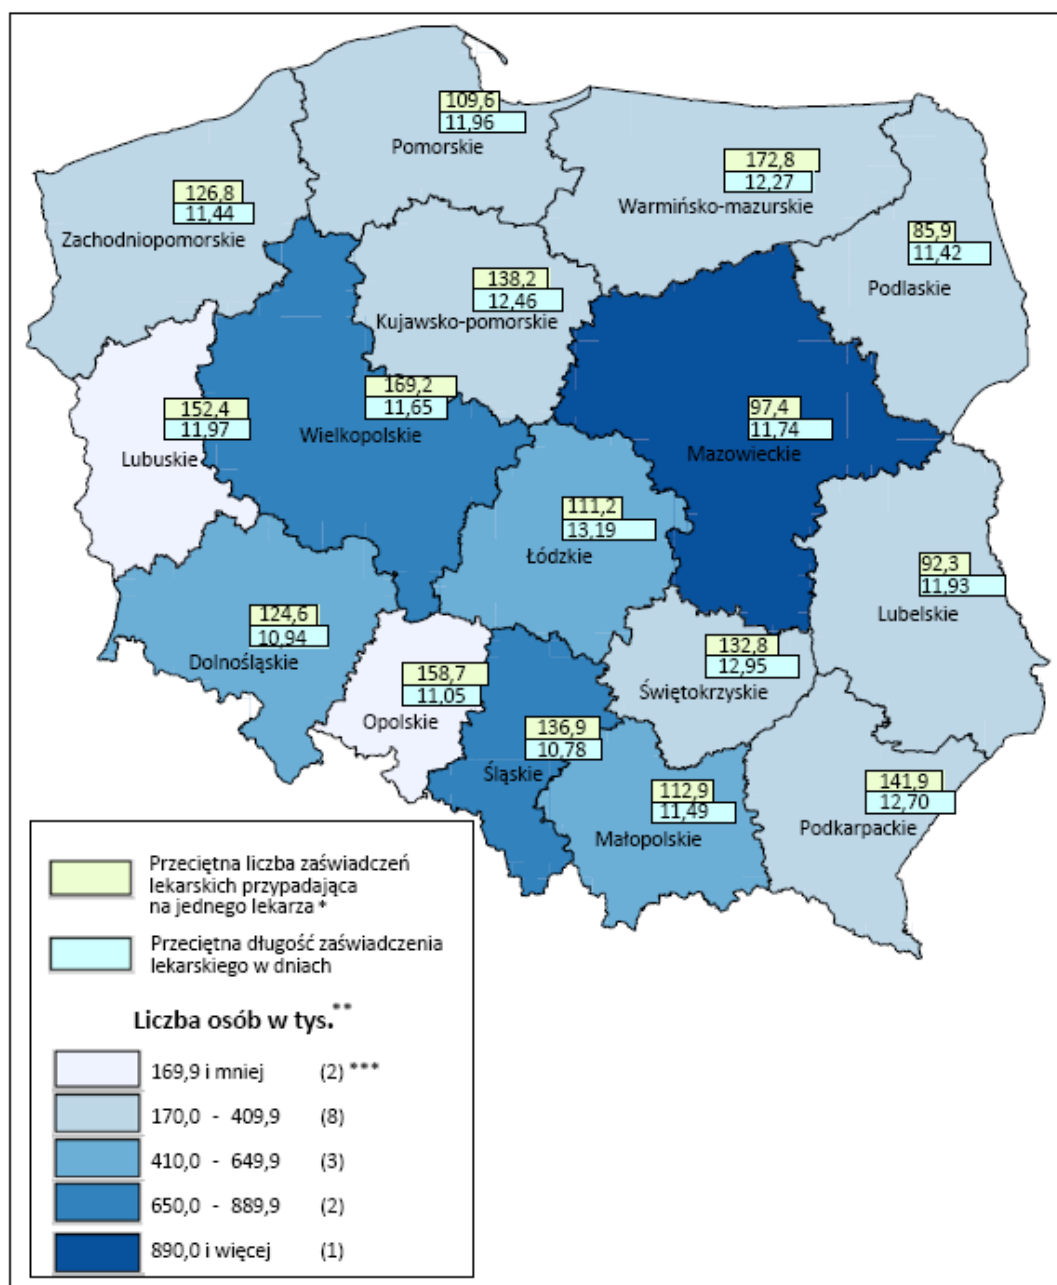 109,6
11,96
Pomorskie
172,8
12,27
Warmińsko-mazurskie
126,8
11,44
Zachodniopomorskie
85,9
11,42
Podlaskie
138,2
12,46
Kujawsko-pomorskie
169,2
11,65
Wielkopolskie
152,4
11,97
Lubuskie
97,4
11,74
Mazowieckie
111,2
13,19
Łódzkie
92,3
11,93
Lubelskie
124,6
10,94
Dolnośląskie
132,8
12,95
Świętokrzyskie
158,7
11,05
Opolskie
136,9
10,78
Śląskie
112,9
11,49
Małopolskie
141,9
12,70
Podkarpackie
Przeciętna liczba zaświadczeń
lekarskich przypadająca
na jednego lekarza *
Przeciętna długość zaświadczenia
lekarskiego w dniach
Liczba osób w tys.**
169,9 i mniej (2) ***
170,0 - 409,9 (8)
410,0 - 649,9 (3)
650,0 - 889,9 (2)
890,0 i więcej (1)